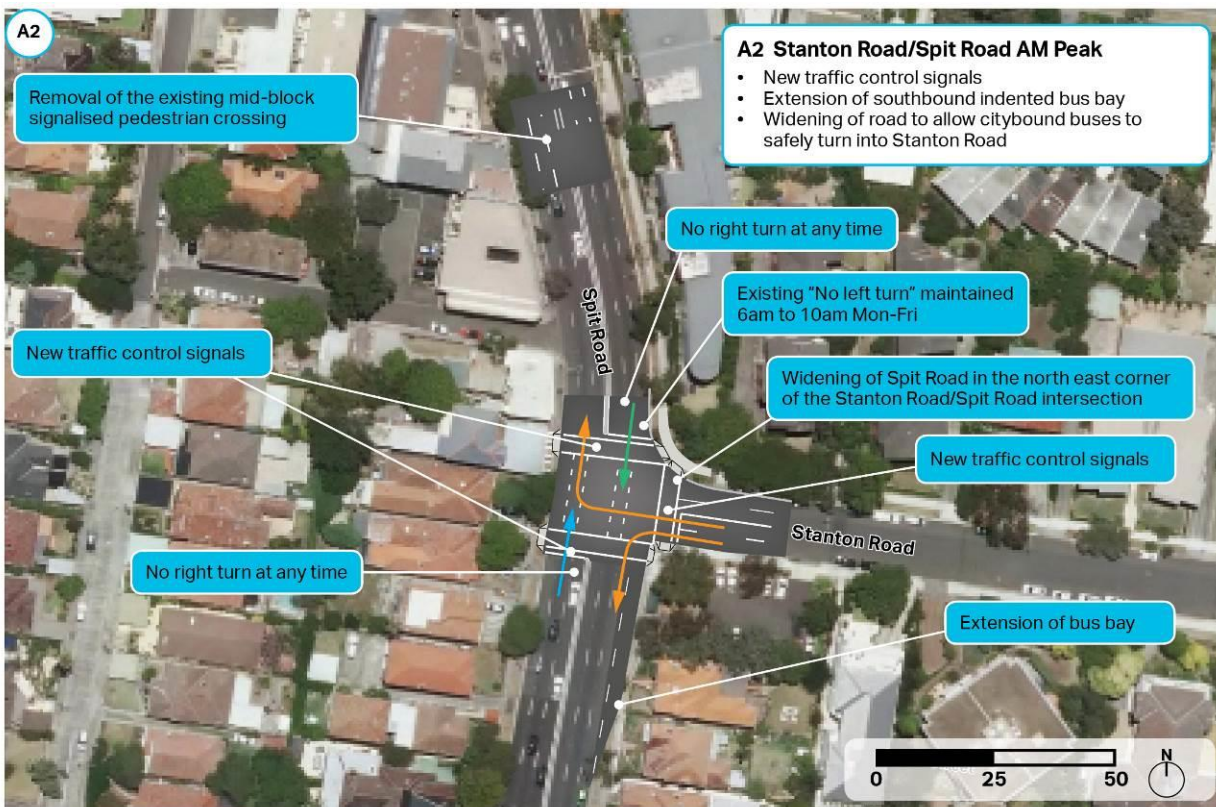 A2
A2 Stanton Road/Spit Road AM Peak
• New traffic control signals
• Extension of southbound indented bus bay
• Widening of road to allow citybound buses to
safely turn into Stanton Road
Removal of the existing mid-block
signalised pedestrian crossing
No right turn at any time
Existing “No left turn” maintained
6am to 10am Mon-Fri
Spit Road
New traffic control signals
Widening of Spit Road in the north east corner
of the Stanton Road/Spit Road intersection
New traffic control signals
Stanton Road
No right turn at any time
Extension of bus bay
0 25 50
N